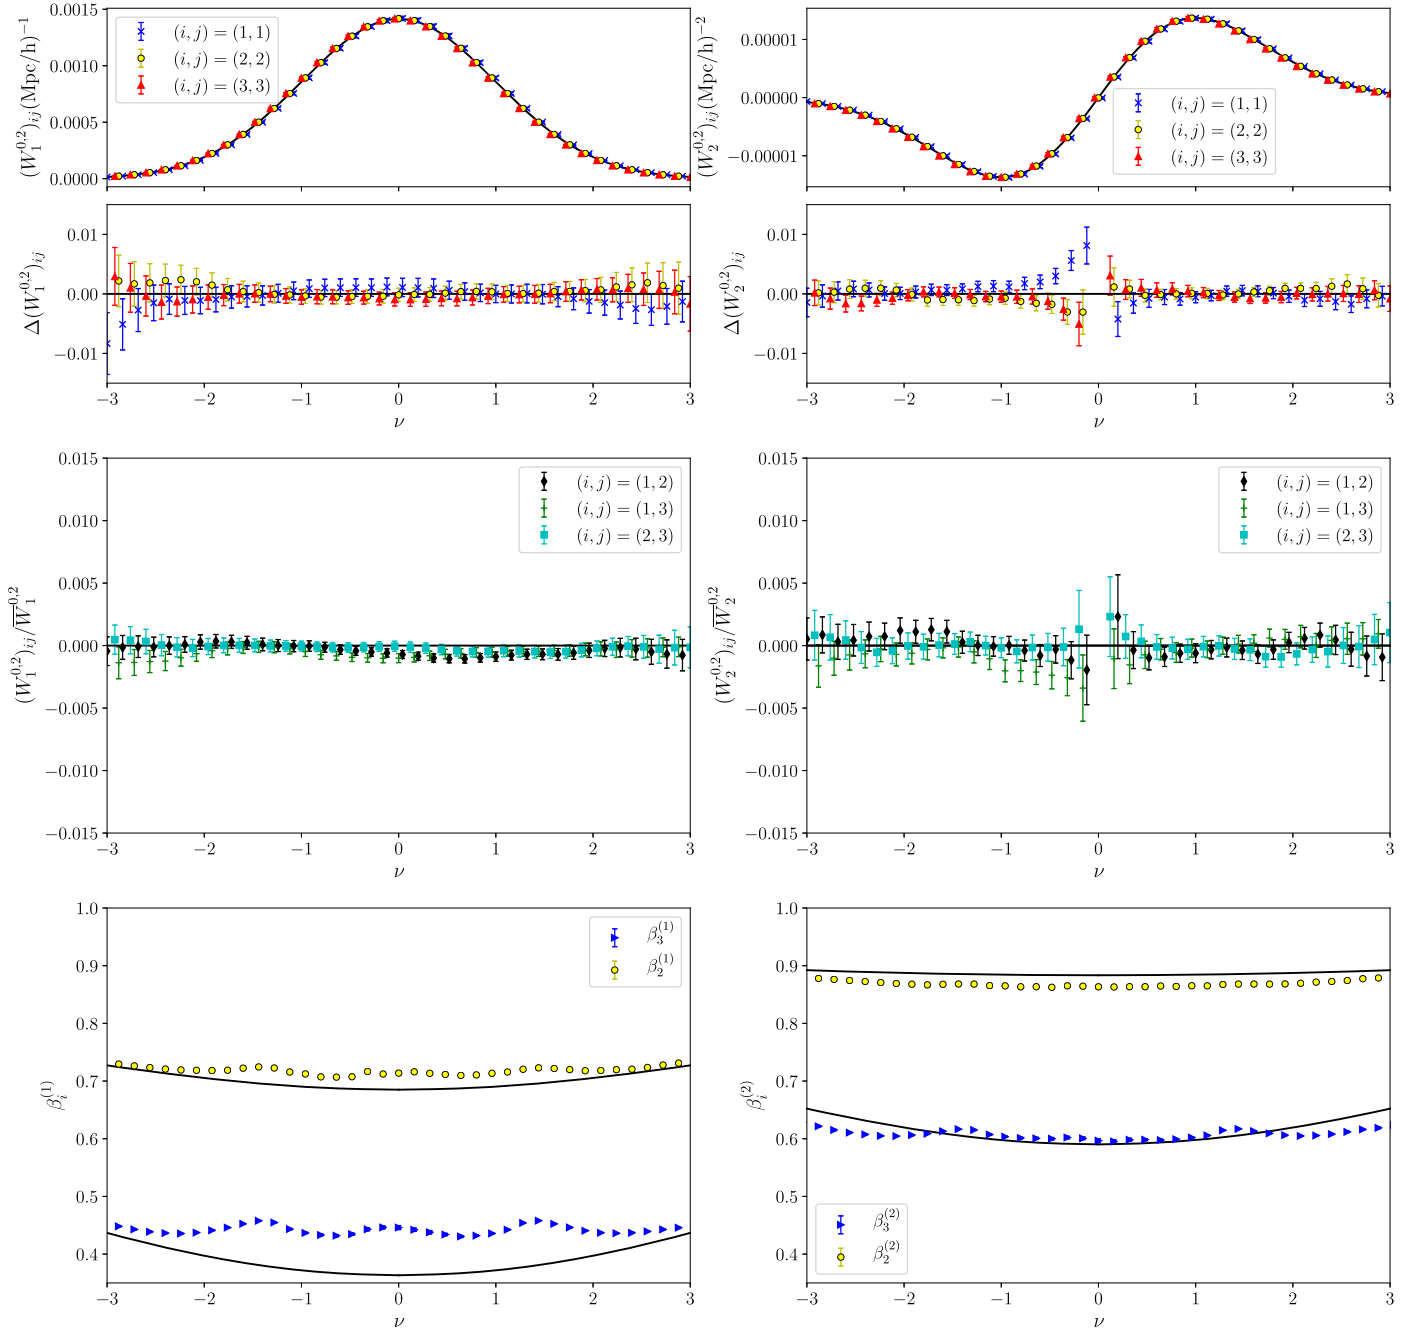 0.0015
0.0010
0.0005
0.0000
(W_1^{0,2})_{ij}(Mpc/h)^{-1}
(i, j) = (1, 1)
(i, j) = (2, 2)
(i, j) = (3, 3)
0.00001
0.00000
−0.00001
(W_2^{0,2})_{ij}(Mpc/h)^{-2}
(i, j) = (1, 1)
(i, j) = (2, 2)
(i, j) = (3, 3)
0.01
0.00
−0.01
Δ(W_1^{0,2})_{ij}
−3 −2 −1 0 1 2 3
ν
0.01
0.00
−0.01
Δ(W_2^{0,2})_{ij}
−3 −2 −1 0 1 2 3
ν
0.015
0.010
0.005
0.000
−0.005
−0.010
−0.015
(W_1^{0,2})_{ij}/\overline{W}_1^{0,2}
(i, j) = (1, 2)
(i, j) = (1, 3)
(i, j) = (2, 3)
−3 −2 −1 0 1 2 3
ν
0.015
0.010
0.005
0.000
−0.005
−0.010
−0.015
(W_2^{0,2})_{ij}/\overline{W}_2^{0,2}
(i, j) = (1, 2)
(i, j) = (1, 3)
(i, j) = (2, 3)
−3 −2 −1 0 1 2 3
ν
1.0
0.9
0.8
0.7
0.6
0.5
0.4
β_i^{(1)}
β_3^{(1)}
β_2^{(1)}
−3 −2 −1 0 1 2 3
ν
1.0
0.9
0.8
0.7
0.6
0.5
0.4
β_i^{(2)}
β_3^{(2)}
β_2^{(2)}
−3 −2 −1 0 1 2 3
ν